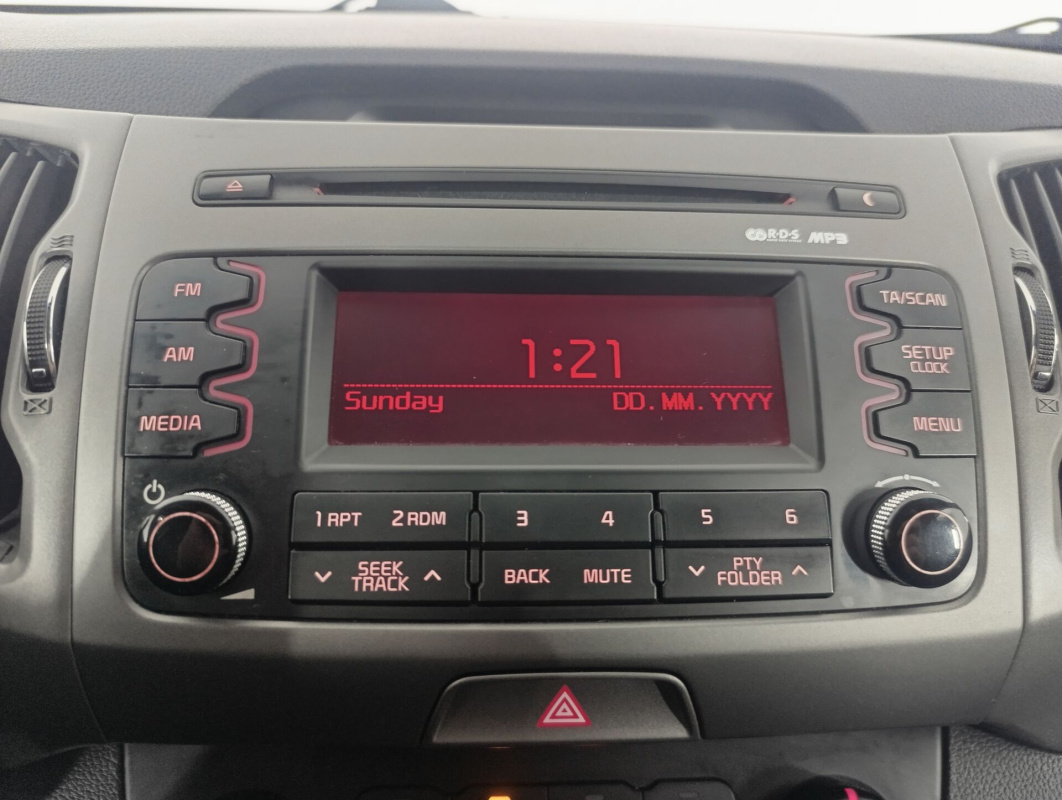 R·D·S MP3
FM
TA/SCAN
1:21
AM
SETUP
CLOCK
Sunday DD.MM.YYYY
MEDIA
MENU
1 RPT 2 RDM 3 4 5 6
SEEK
TRACK
BACK MUTE
PTY
FOLDER